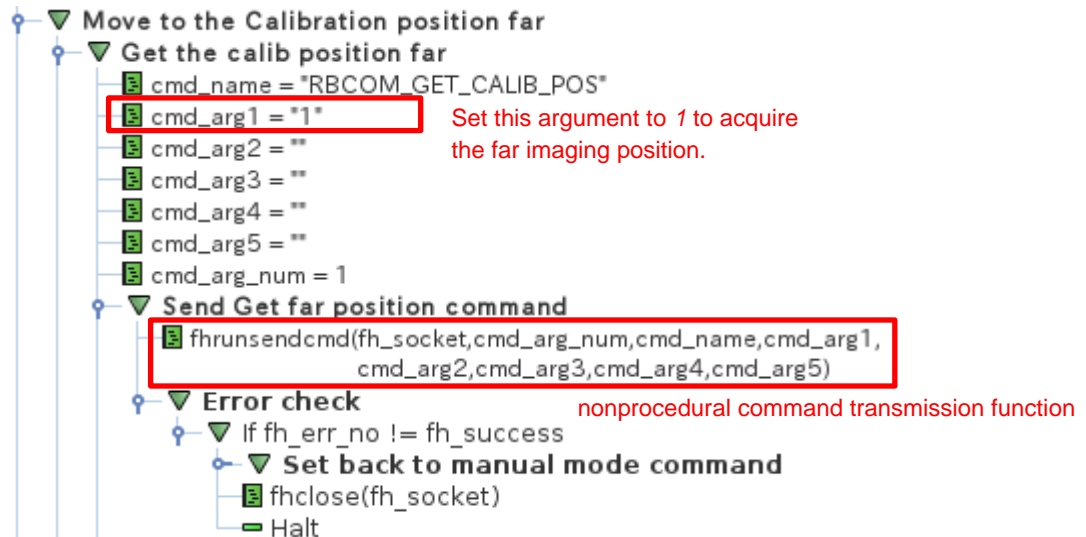 Move to the Calibration position far
Get the calib position far
cmd_name = "RBCOM_GET_CALIB_POS"
cmd_arg1 = "1"
Set this argument to 1 to acquire
the far imaging position.
cmd_arg2 = ""
cmd_arg3 = ""
cmd_arg4 = ""
cmd_arg5 = ""
cmd_arg_num = 1
Send Get far position command
fhrunsendcmd(fh_socket,cmd_arg_num,cmd_name,cmd_arg1,
cmd_arg2,cmd_arg3,cmd_arg4,cmd_arg5)
nonprocedural command transmission function
Error check
If fh_err_no != fh_success
Set back to manual mode command
fhclose(fh_socket)
Halt